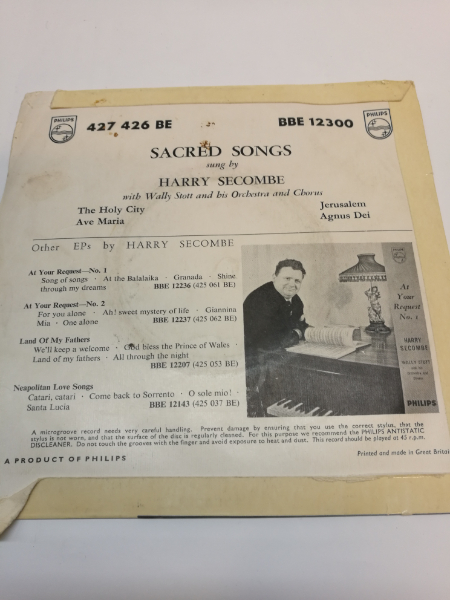 PHILIPS
427 426 BE
BBE 12300
PHILIPS
SACRED SONGS
sung by
HARRY SECOMBE
with Wally Stott and his Orchestra and Chorus
The Holy City
Jerusalem
Ave Maria
Agnus Dei
Other EPs by HARRY SECOMBE
At Your Request—No. 1
Song of songs · At the Balalaika · Granada · Shine
through my dreams BBE 12236 (425 061 BE)
At Your Request—No. 2
For you alone · Ah! sweet mystery of life · Giannina
Mia · One alone BBE 12237 (425 062 BE)
Land Of My Fathers
We'll keep a welcome · God bless the Prince of Wales ·
Land of my fathers · All through the night
BBE 12207 (425 053 BE)
Neapolitan Love Songs
Catari, catari · Come back to Sorrento · O sole mio! ·
Santa Lucia BBE 12143 (425 037 BE)
At
Your
Request
No. 1
HARRY
SECOMBE
WALLY STOTT
PHILIPS
A microgroove record needs very careful handling. Prevent damage by ensuring that you use the correct stylus, that the
stylus is not worn, and that the surface of the disc is regularly cleaned. For this purpose we recommend the PHILIPS ANTISTATIC
DISCLEANER. Do not touch the grooves with the finger and avoid exposure to heat and dust. This record should be played at 45 r.p.m.
A PRODUCT OF PHILIPS
Printed and made in Great Britain